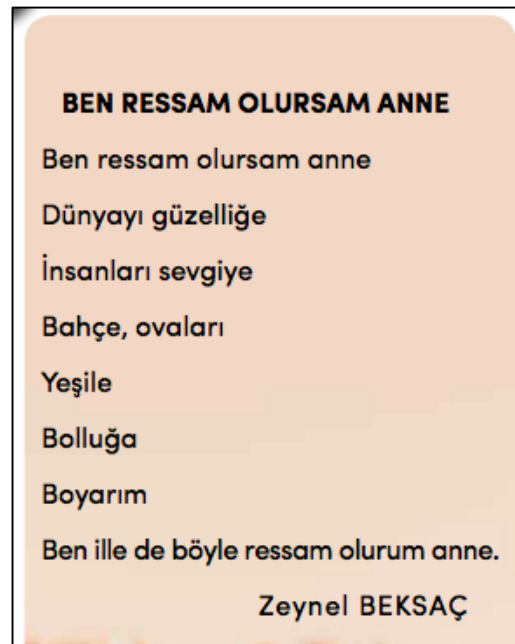 BEN RESSAM OLURSAM ANNE
Ben ressam olursam anne
Dünyayı güzelliğe
İnsanları sevgiye
Bahçe, ovaları
Yeşile
Bolluğa
Boyarım
Ben ille de böyle ressam olurum anne.
Zeynel BEKSAÇ